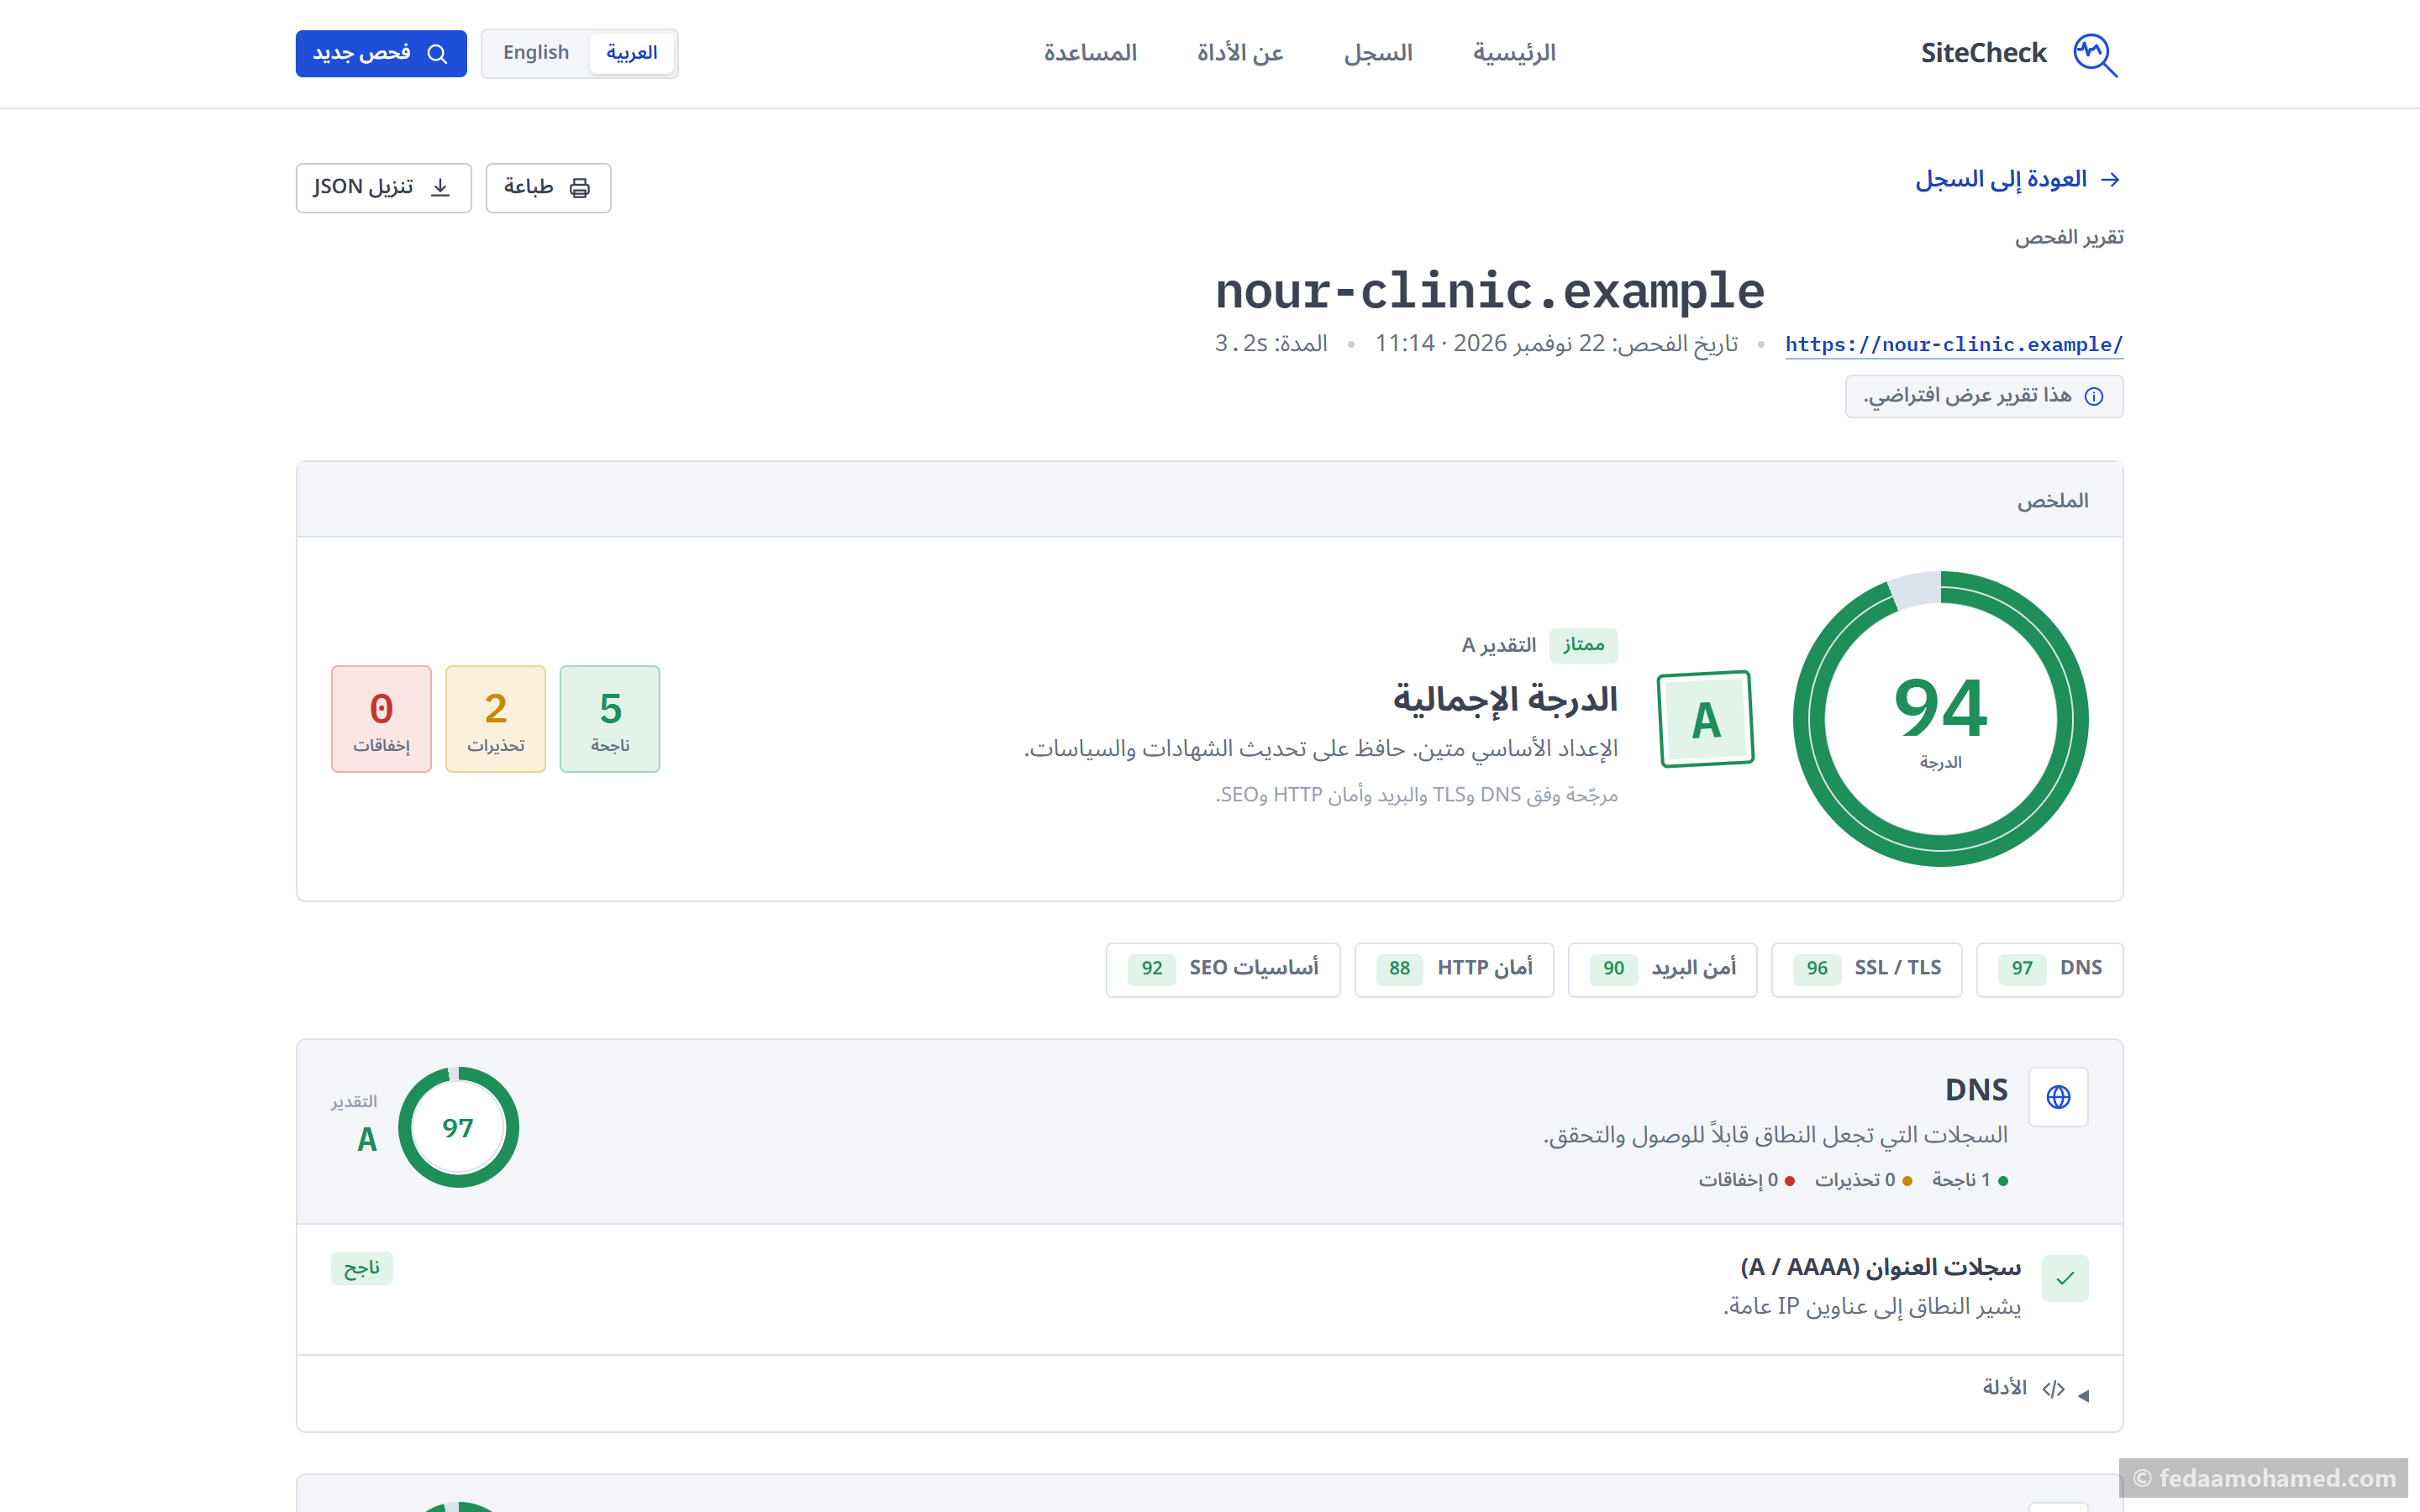 SiteCheck
الرئيسية
السجل
عن الأداة
المساعدة
العربية
English
فحص جديد
العودة إلى السجل
طباعة
تنزيل JSON
تقرير الفحص
nour-clinic.example
https://nour-clinic.example/ • تاريخ الفحص: 22 نوفمبر 2026 · 11:14 • المدة: 3.2s
هذا تقرير عرض افتراضي.
الملخص
94
الدرجة
A
ممتاز
التقدير A
الدرجة الإجمالية
الإعداد الأساسي متين. حافظ على تحديث الشهادات والسياسات.
مرجّحة وفق DNS وTLS والبريد وأمان HTTP وSEO.
5
ناجحة
2
تحذيرات
0
إخفاقات
DNS 97
SSL / TLS 96
أمن البريد 90
أمان HTTP 88
أساسيات SEO 92
DNS
السجلات التي تجعل النطاق قابلاً للوصول والتحقق.
1 ناجحة
0 تحذيرات
0 إخفاقات
97
التقدير
A
سجلات العنوان (A / AAAA)
يشير النطاق إلى عناوين IP عامة.
ناجح
الأدلة
© fedaamohamed.com